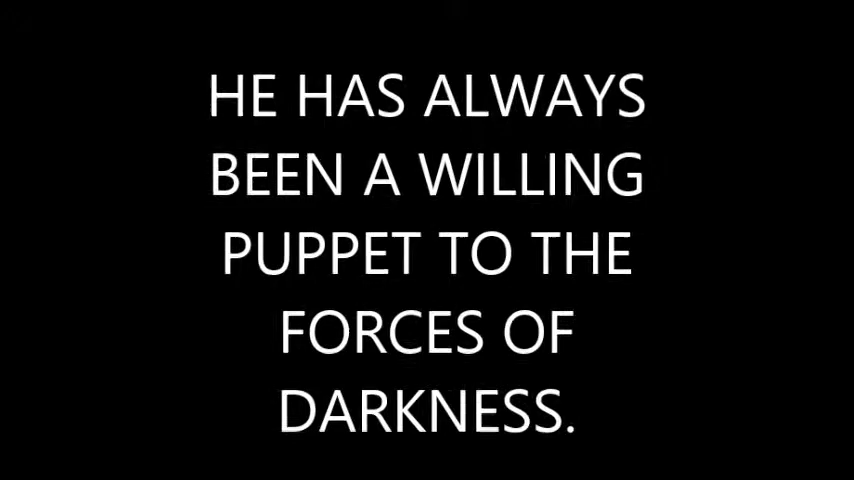 HE HAS ALWAYS
BEEN A WILLING
PUPPET TO THE
FORCES OF
DARKNESS.